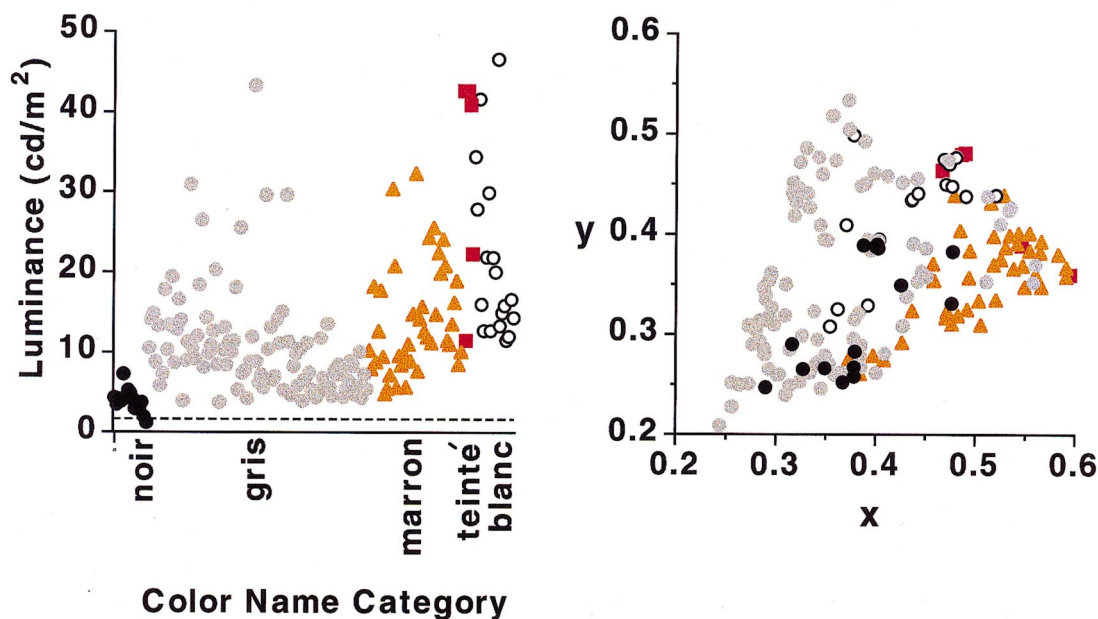 50
40
30
20
10
0
Luminance (cd/m²)
noir
gris
marron
teinté
blanc
Color Name Category
0.6
0.5
0.4
0.3
0.2
y
0.2 0.3 0.4 0.5 0.6
x